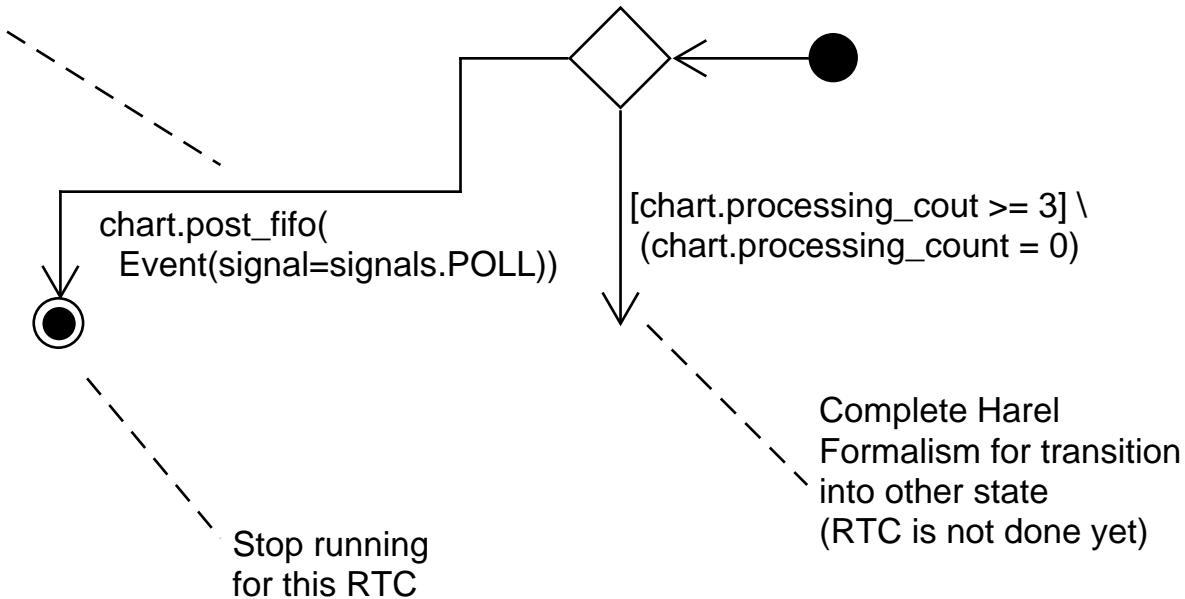 chart.post_fifo(
Event(signal=signals.POLL))
[chart.processing_cout >= 3] \
(chart.processing_count = 0)
Complete Harel
Formalism for transition
into other state
(RTC is not done yet)
Stop running
for this RTC